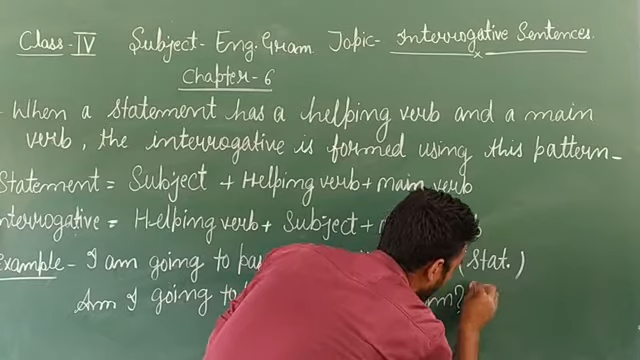 Class-IV Subject- Eng. Gram. Topic- Interrogative Sentences.
Chapter-6
When a statement has a helping verb and a main
verb, the interrogative is formed using this pattern-
Statement = Subject + Helping verb + main verb
nterrogative = Helping verb + Subject +
Example - I am going to (Stat.)
Am I going to